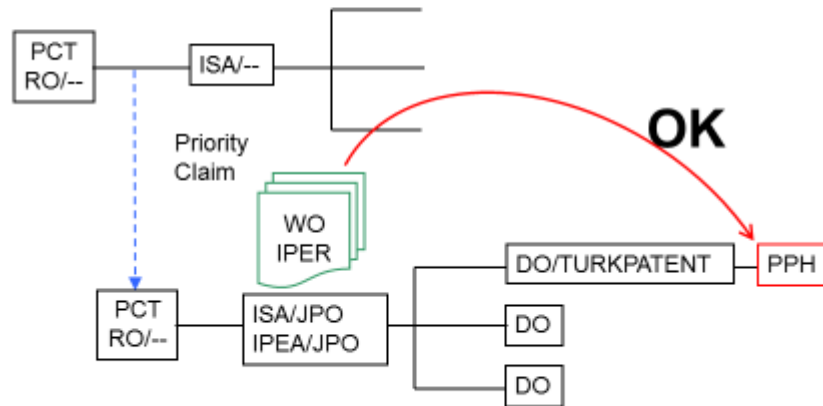 PCT
RO/--
ISA/--
OK
Priority
Claim
WO
IPER
DO/TURKPATENT
PPH
PCT
RO/--
ISA/JPO
IPEA/JPO
DO
DO